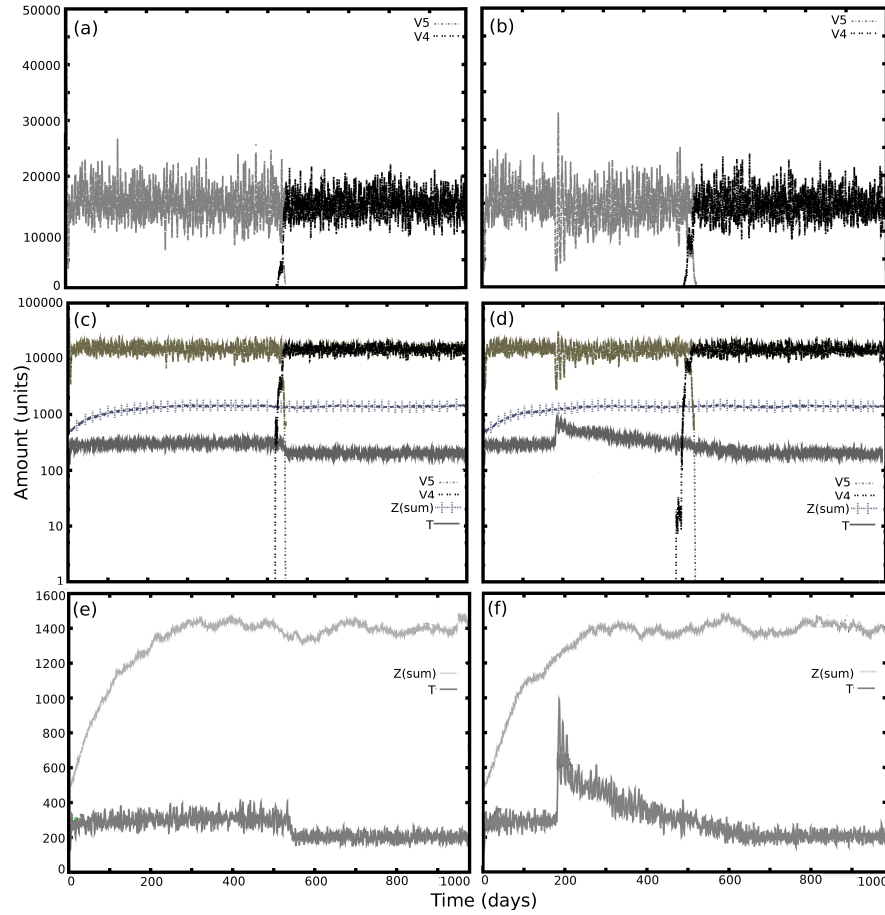 (a)
V5
V4
50000
40000
30000
20000
10000
0
(b)
V5
V4
(c)
100000
10000
1000
100
10
1
V5
V4
Z(sum)
T
(d)
V5
V4
Z(sum)
T
Amount (units)
(e)
1600
1400
1200
1000
800
600
400
200
0
Z(sum)
T
(f)
Z(sum)
T
0 200 400 600 800 1000
0 200 400 600 800 1000
Time (days)